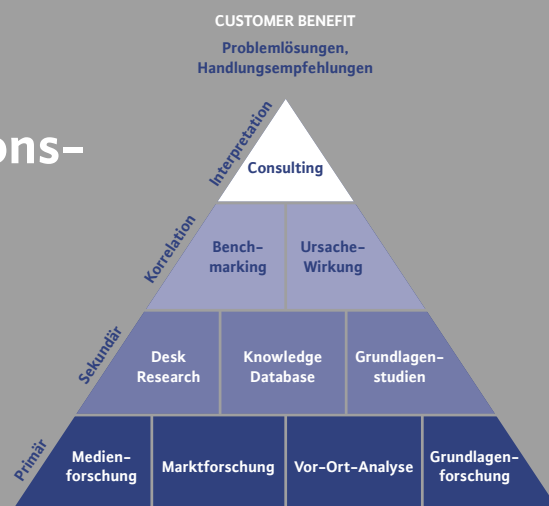 CUSTOMER BENEFIT
Problemlösungen,
Handlungsempfehlungen
ons-
Interpretation
Consulting
Korrelation
Bench-
marking
Ursache-
Wirkung
Sekundär
Desk
Research
Knowledge
Database
Grundlagen-
studien
Primär
Medien-
forschung
Marktforschung
Vor-Ort-Analyse
Grundlagen-
forschung